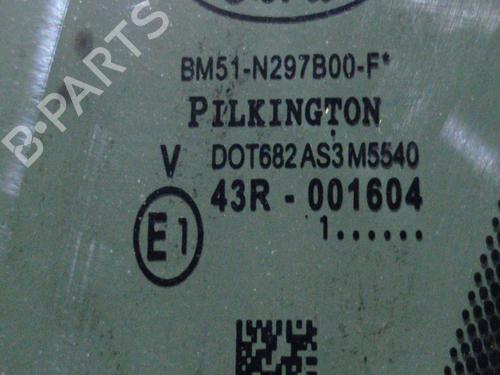 BM51-N297B00-F*
PILKINGTON
V DOT682 AS3 M5540
43R - 001604
E1 1......
B-PARTS